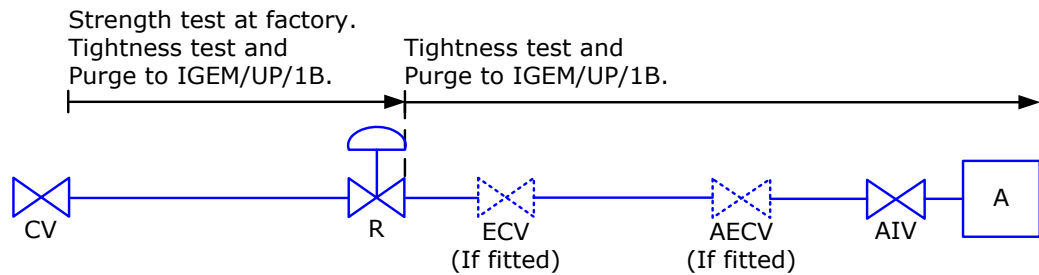 Strength test at factory.
Tightness test and
Purge to IGEM/UP/1B.
Tightness test and
Purge to IGEM/UP/1B.
CV
R
ECV
(If fitted)
AECV
(If fitted)
AIV
A